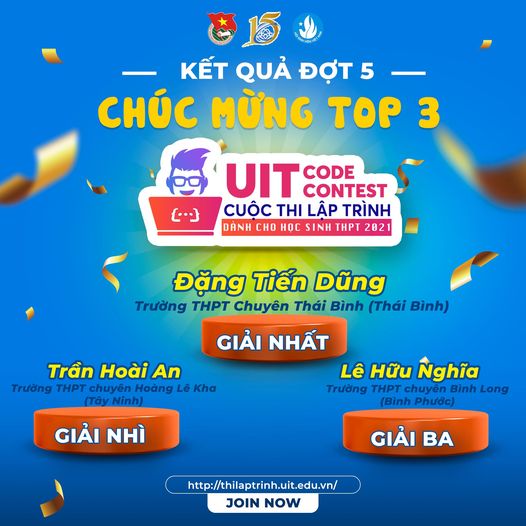 15
KẾT QUẢ ĐỢT 5
CHÚC MỪNG TOP 3
UIT CODE CONTEST
{...}
CUỘC THI LẬP TRÌNH
DÀNH CHO HỌC SINH THPT 2021
Đặng Tiến Dũng
Trường THPT Chuyên Thái Bình (Thái Bình)
GIẢI NHẤT
Trần Hoài An
Trường THPT chuyên Hoàng Lê Kha
(Tây Ninh)
GIẢI NHÌ
Lê Hữu Nghĩa
Trường THPT chuyên Bình Long
(Bình Phước)
GIẢI BA
http://thilaptrinh.uit.edu.vn/
JOIN NOW